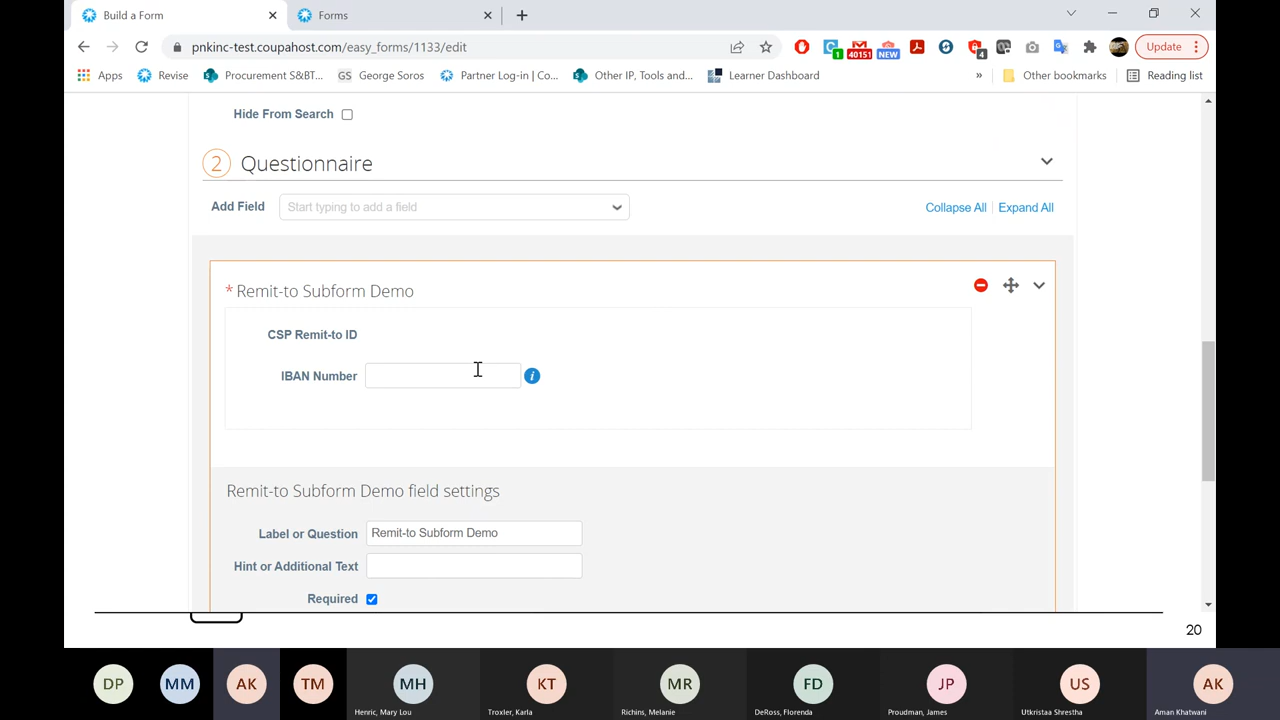 Build a Form
Forms
pnkinc-test.coupahost.com/easy_forms/1133/edit
1
40151
NEW
4
Update
Apps
Revise
Procurement S&BT...
GS George Soros
Partner Log-in | Co...
Other IP, Tools and...
Learner Dashboard
»
Other bookmarks
Reading list
Hide From Search
2 Questionnaire
Add Field
Start typing to add a field
Collapse All | Expand All
* Remit-to Subform Demo
CSP Remit-to ID
IBAN Number
i
Remit-to Subform Demo field settings
Label or Question
Remit-to Subform Demo
Hint or Additional Text
Required
20
DP
MM
AK
TM
MH
KT
MR
FD
JP
US
AK
Henric, Mary Lou
Troxler, Karla
Richins, Melanie
DeRoss, Florenda
Proudman, James
Utkristaa Shrestha
Aman Khatwani